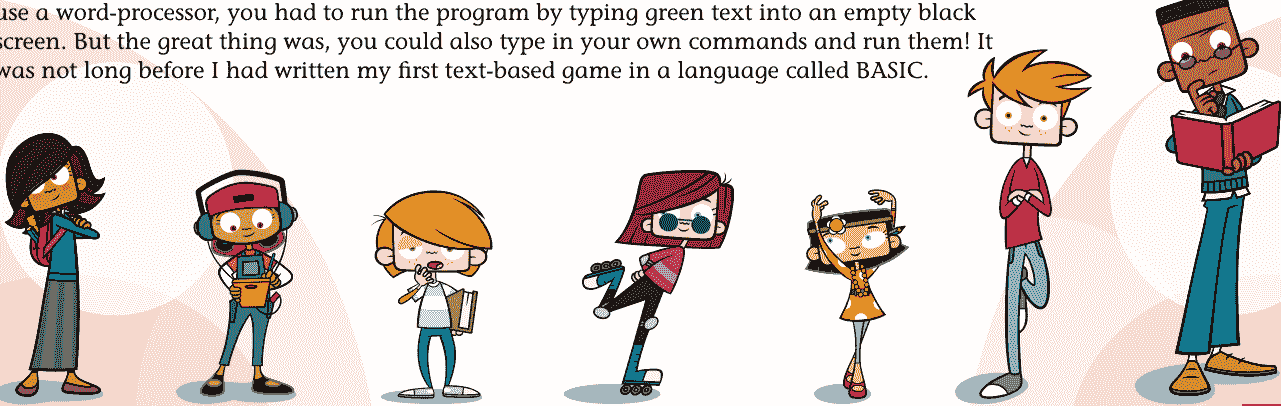 use a word-processor, you had to run the program by typing green text into an empty black
screen. But the great thing was, you could also type in your own commands and run them! It
was not long before I had written my first text-based game in a language called BASIC.